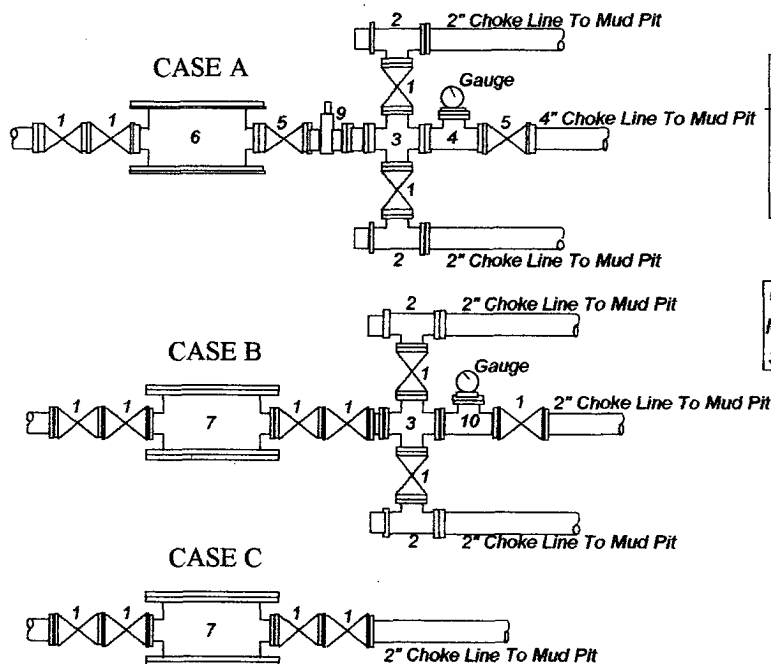 2 2" Choke Line To Mud Pit
CASE A
1
Gauge
1 1 6 5 9 3 4 5 4" Choke Line To Mud Pit
1
2 2" Choke Line To Mud Pit
2 2" Choke Line To Mud Pit
CASE B
1
Gauge
1 1 7 1 1 3 10 1 2" Choke Line To Mud Pit
1
2 2" Choke Line To Mud Pit
CASE C
1 1 7 1 1
2" Choke Line To Mud Pit